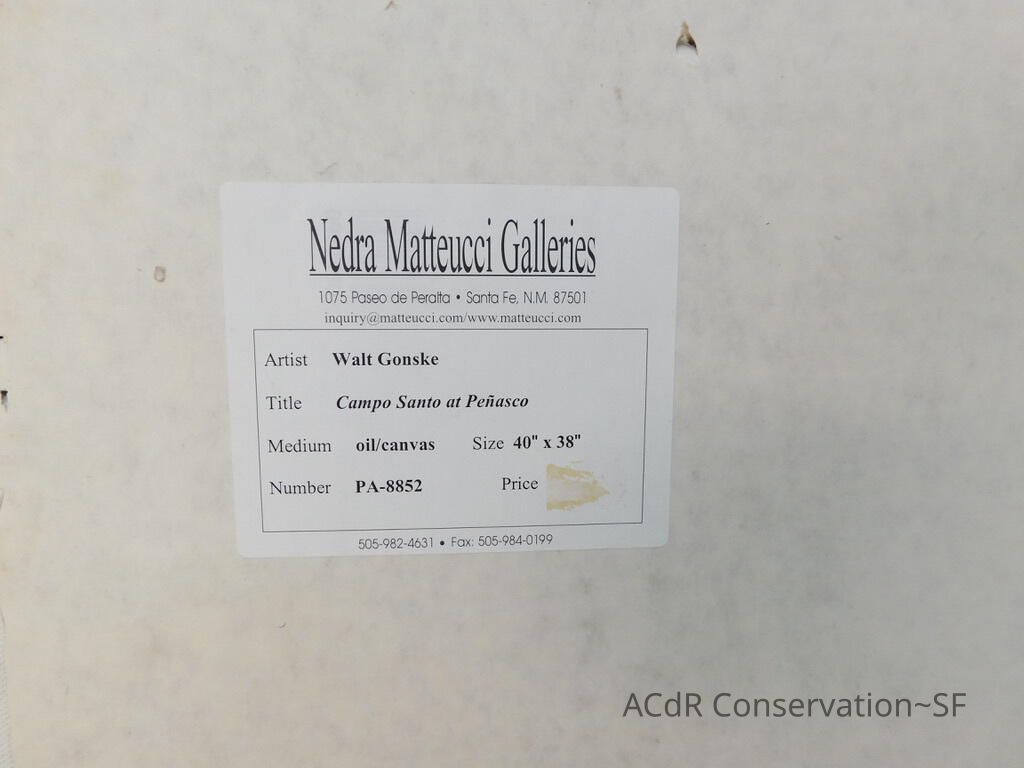 Nedra Matteucci Galleries
1075 Paseo de Peralta • Santa Fe, N.M. 87501
inquiry@matteucci.com/www.matteucci.com
Artist Walt Gonske
Title Campo Santo at Peñasco
Medium oil/canvas Size 40" x 38"
Number PA-8852 Price
505-982-4631 • Fax: 505-984-0199
ACdR Conservation~SF